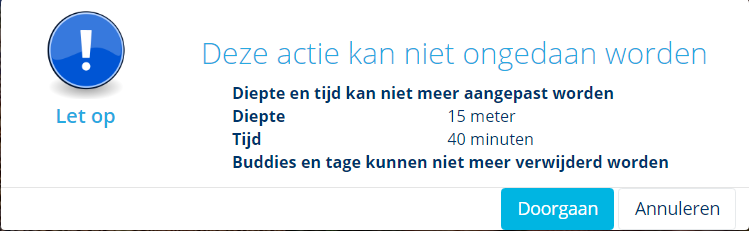 Deze actie kan niet ongedaan worden
Let op
Diepte en tijd kan niet meer aangepast worden
Diepte 15 meter
Tijd 40 minuten
Buddies en tage kunnen niet meer verwijderd worden
Doorgaan Annuleren